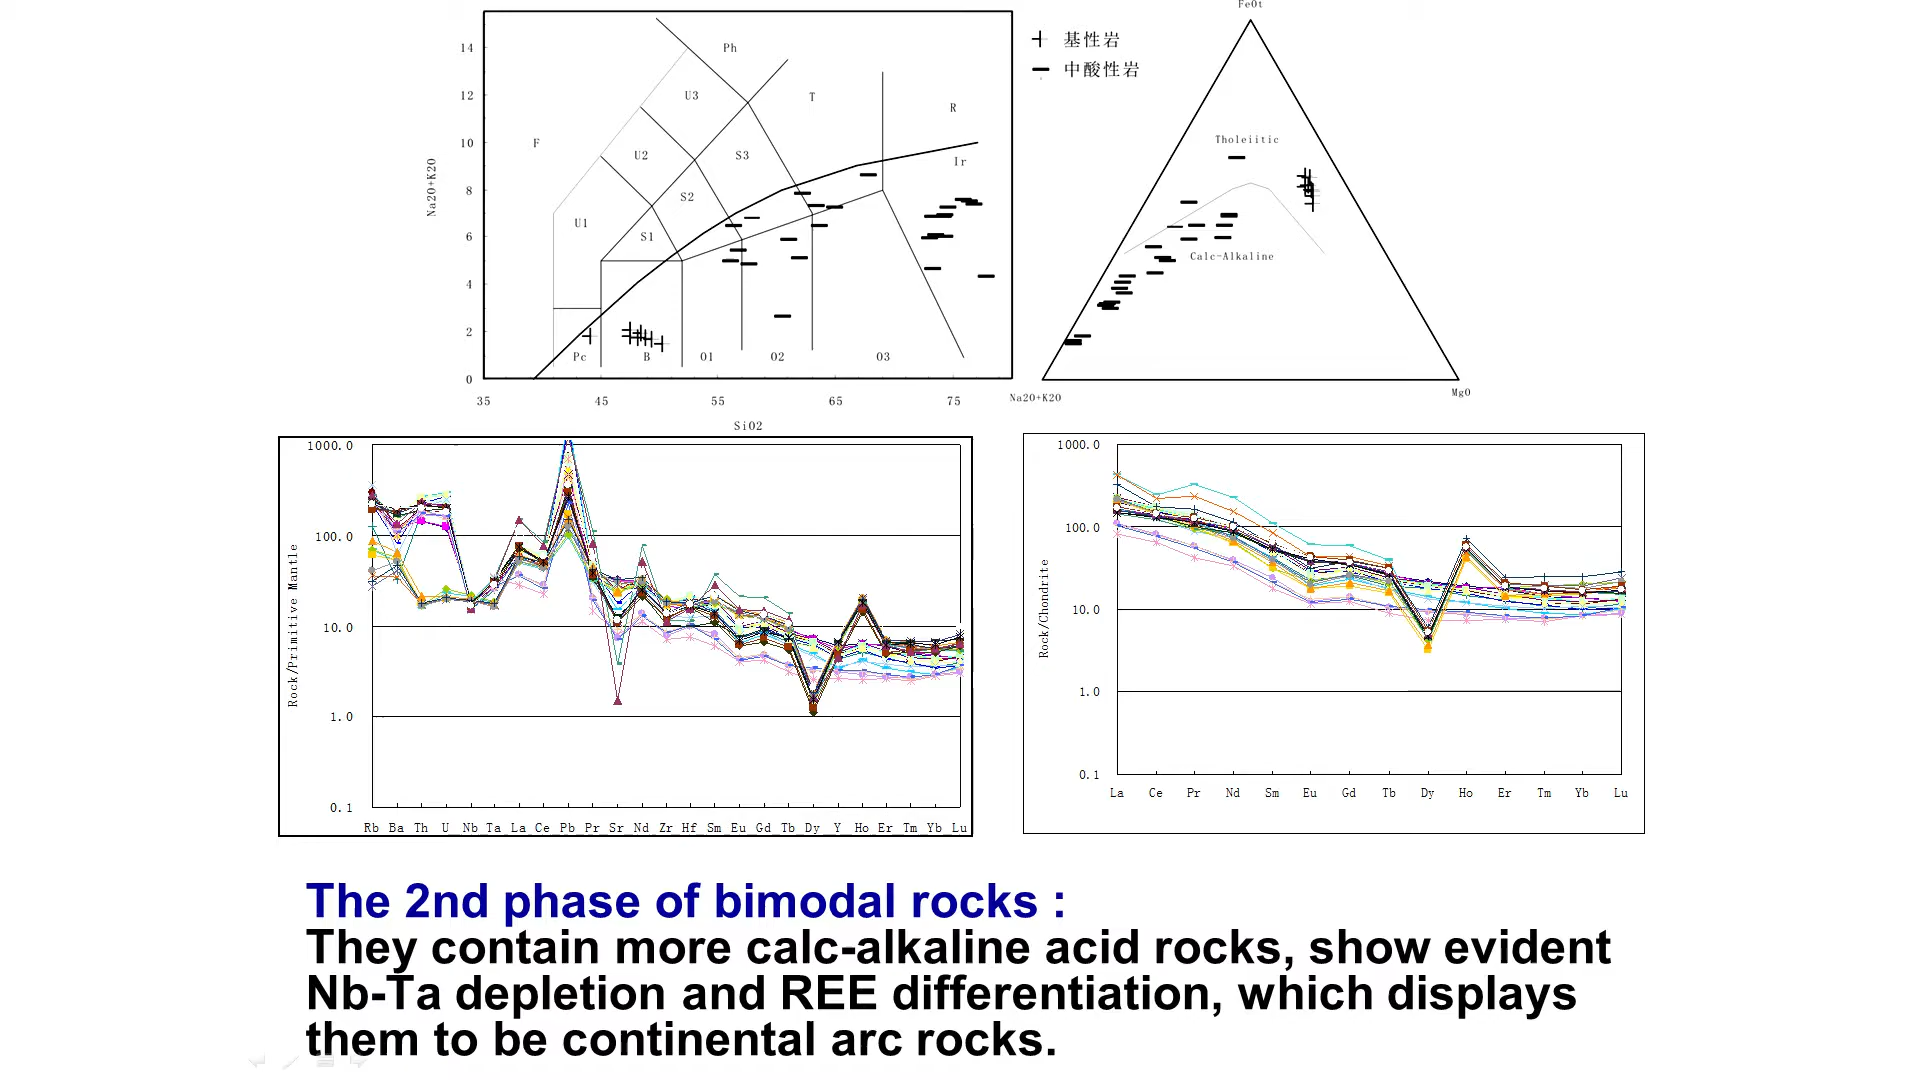 FeOt
14
12
10
8
6
4
2
0
Na2O+K2O
Ph
U3
T
R
F
U2
S3
Ir
S2
U1
S1
Pc
B
O1
O2
O3
35
45
55
65
75
SiO2
基性岩
中酸性岩
Tholeiitic
Calc-Alkaline
Na2O+K2O
MgO
1000.0
100.0
10.0
1.0
0.1
Rock/Primitive Mantle
Rb Ba Th U Nb Ta La Ce Pb Pr Sr Nd Zr Hf Sm Eu Gd Tb Dy Y Ho Er Tm Yb Lu
1000.0
100.0
10.0
1.0
0.1
Rock/Chondrite
La Ce Pr Nd Sm Eu Gd Tb Dy Ho Er Tm Yb Lu
The 2nd phase of bimodal rocks :
They contain more calc-alkaline acid rocks, show evident
Nb-Ta depletion and REE differentiation, which displays
them to be continental arc rocks.